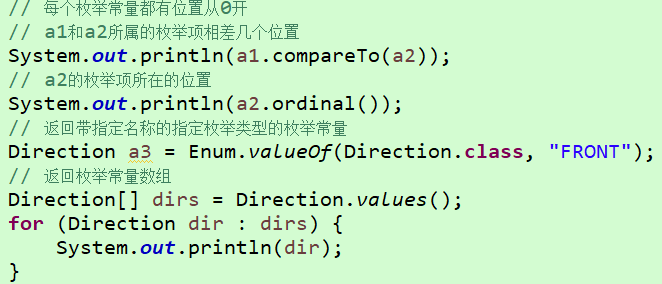 // 每个枚举常量都有位置从0开
// a1和a2所属的枚举项相差几个位置
System.out.println(a1.compareTo(a2));
// a2的枚举项所在的位置
System.out.println(a2.ordinal());
// 返回带指定名称的指定枚举类型的枚举常量
Direction a3 = Enum.valueOf(Direction.class, "FRONT");
// 返回枚举常量数组
Direction[] dirs = Direction.values();
for (Direction dir : dirs) {
    System.out.println(dir);
}